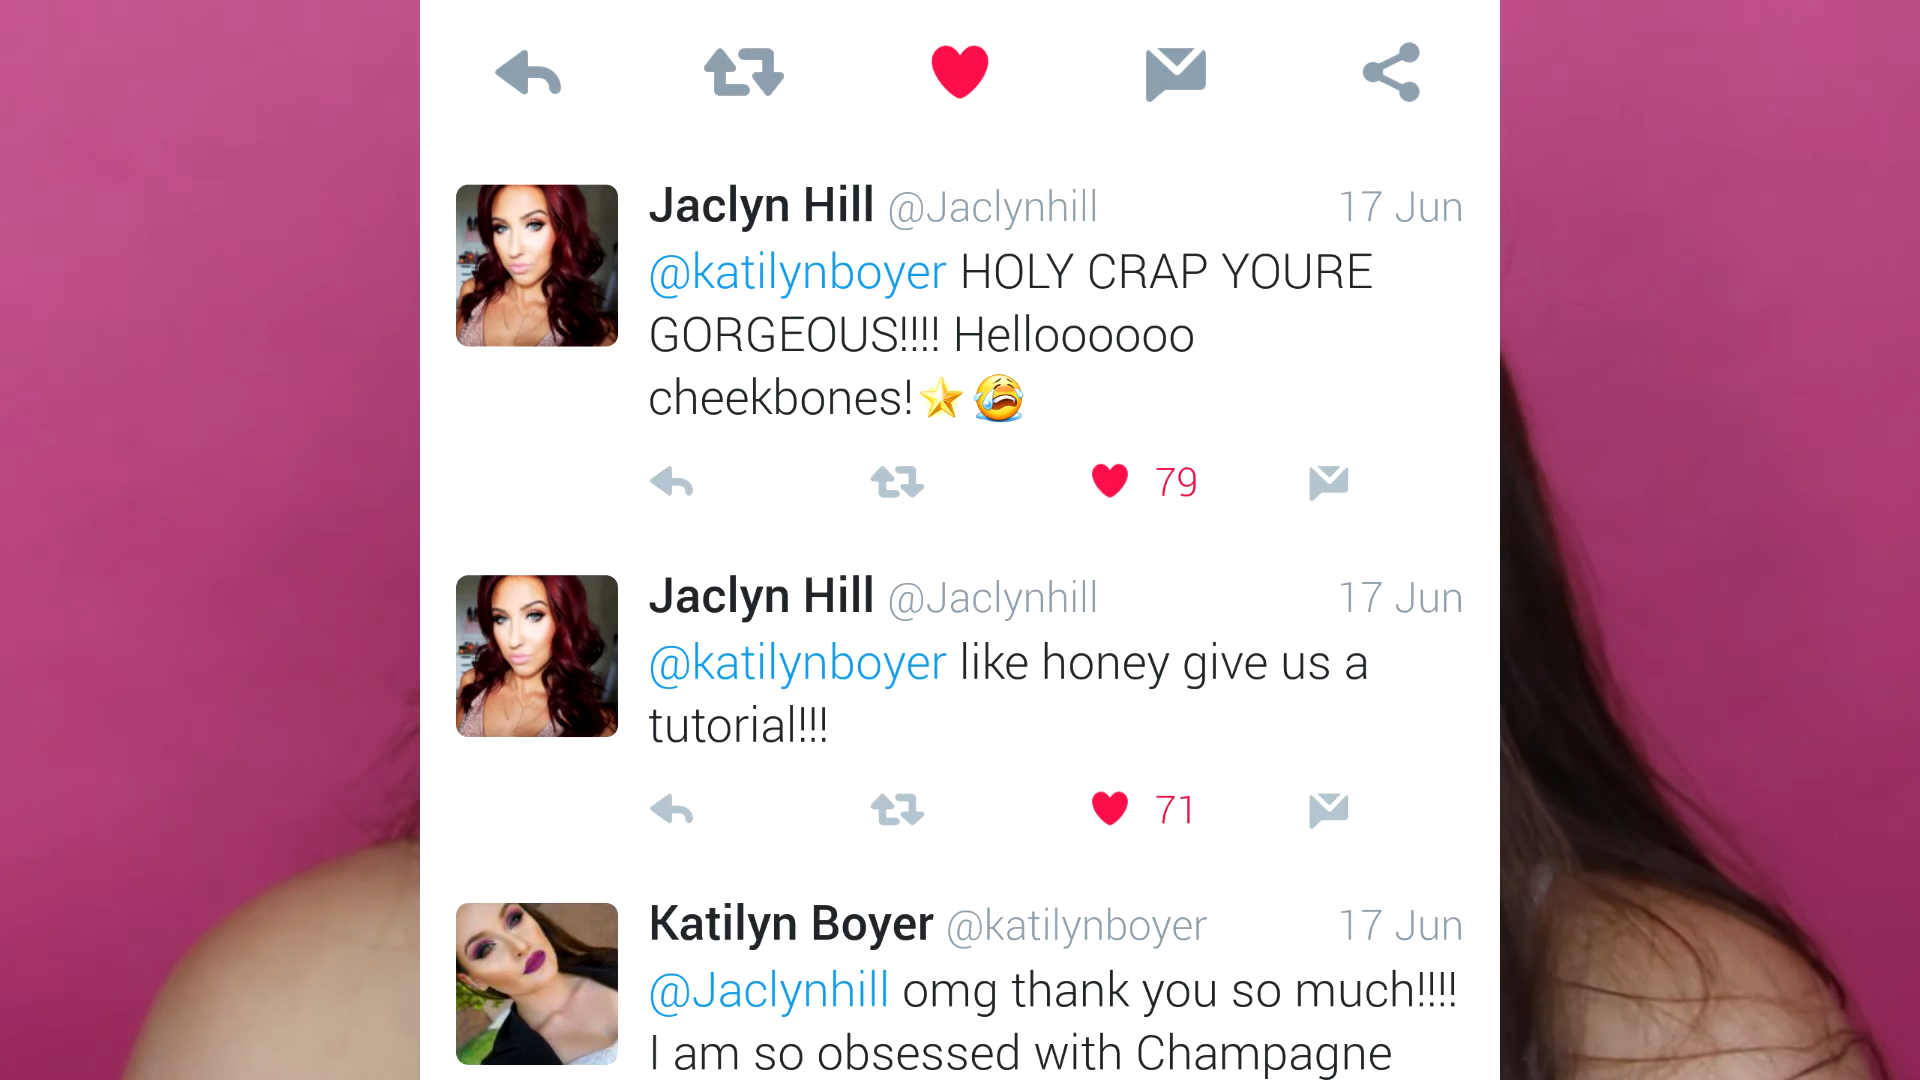 Jaclyn Hill @Jaclynhill 17 Jun
@katilynboyer HOLY CRAP YOURE
GORGEOUS!!!! Helloooooo
cheekbones!⭐😭
79
Jaclyn Hill @Jaclynhill 17 Jun
@katilynboyer like honey give us a
tutorial!!!
71
Katilyn Boyer @katilynboyer 17 Jun
@Jaclynhill omg thank you so much!!!!
I am so obsessed with Champagne